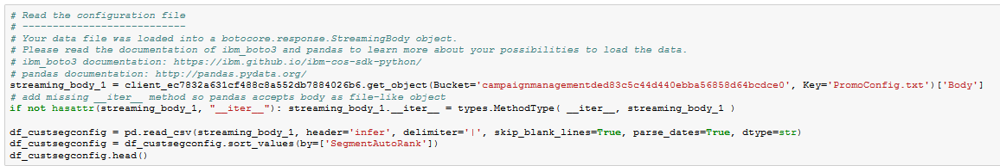 # Read the configuration file
# ---------------------------
# Your data file was loaded into a botocore.response.StreamingBody object.
# Please read the documentation of ibm_boto3 and pandas to learn more about your possibilities to load the data.
# ibm_boto3 documentation: https://ibm.github.io/ibm-cos-sdk-python/
# pandas documentation: http://pandas.pydata.org/
streaming_body_1 = client_ec7832a631cf488c8a552db7884026b6.get_object(Bucket='campaignmanagementded83c5c44d440ebba56858d64bcdce0', Key='PromoConfig.txt')['Body']
# add missing __iter__ method so pandas accepts body as file-like object
if not hasattr(streaming_body_1, "__iter__"): streaming_body_1.__iter__ = types.MethodType( __iter__, streaming_body_1 )
df_custsegconfig = pd.read_csv(streaming_body_1, header='infer', delimiter='|', skip_blank_lines=True, parse_dates=True, dtype=str)
df_custsegconfig = df_custsegconfig.sort_values(by=['SegmentAutoRank'])
df_custsegconfig.head()